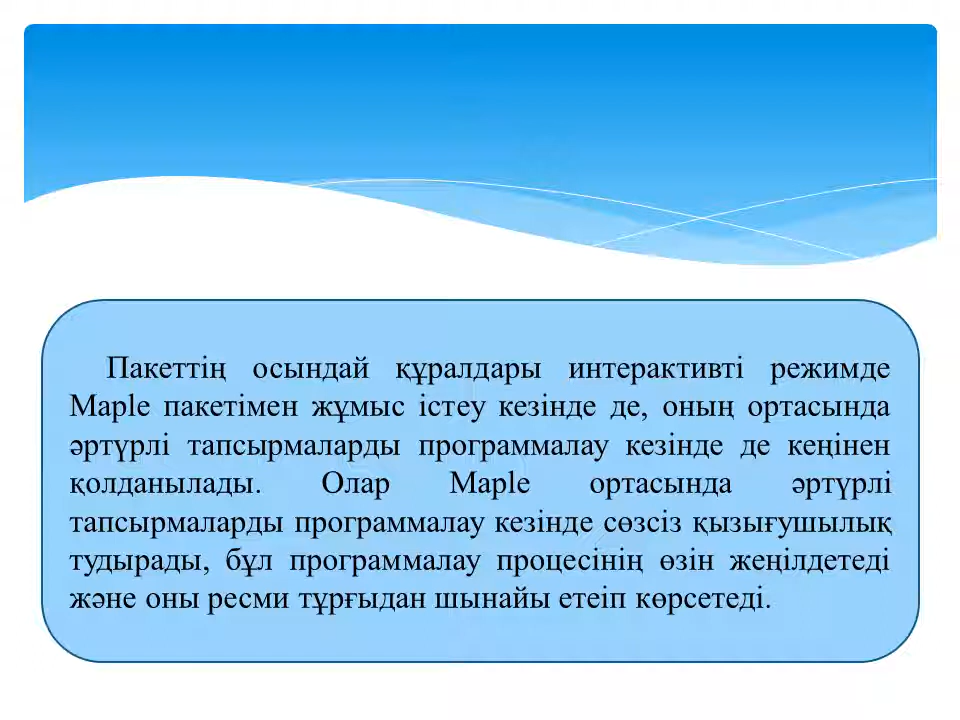 Пакеттің осындай құралдары интерактивті режимде
Maple пакетімен жұмыс істеу кезінде де, оның ортасында
әртүрлі тапсырмаларды программалау кезінде де кеңінен
қолданылады. Олар Maple ортасында әртүрлі
тапсырмаларды программалау кезінде сөзсіз қызығушылық
тудырады, бұл программалау процесінің өзін жеңілдетеді
және оны ресми тұрғыдан шынайы етеіп көрсетеді.